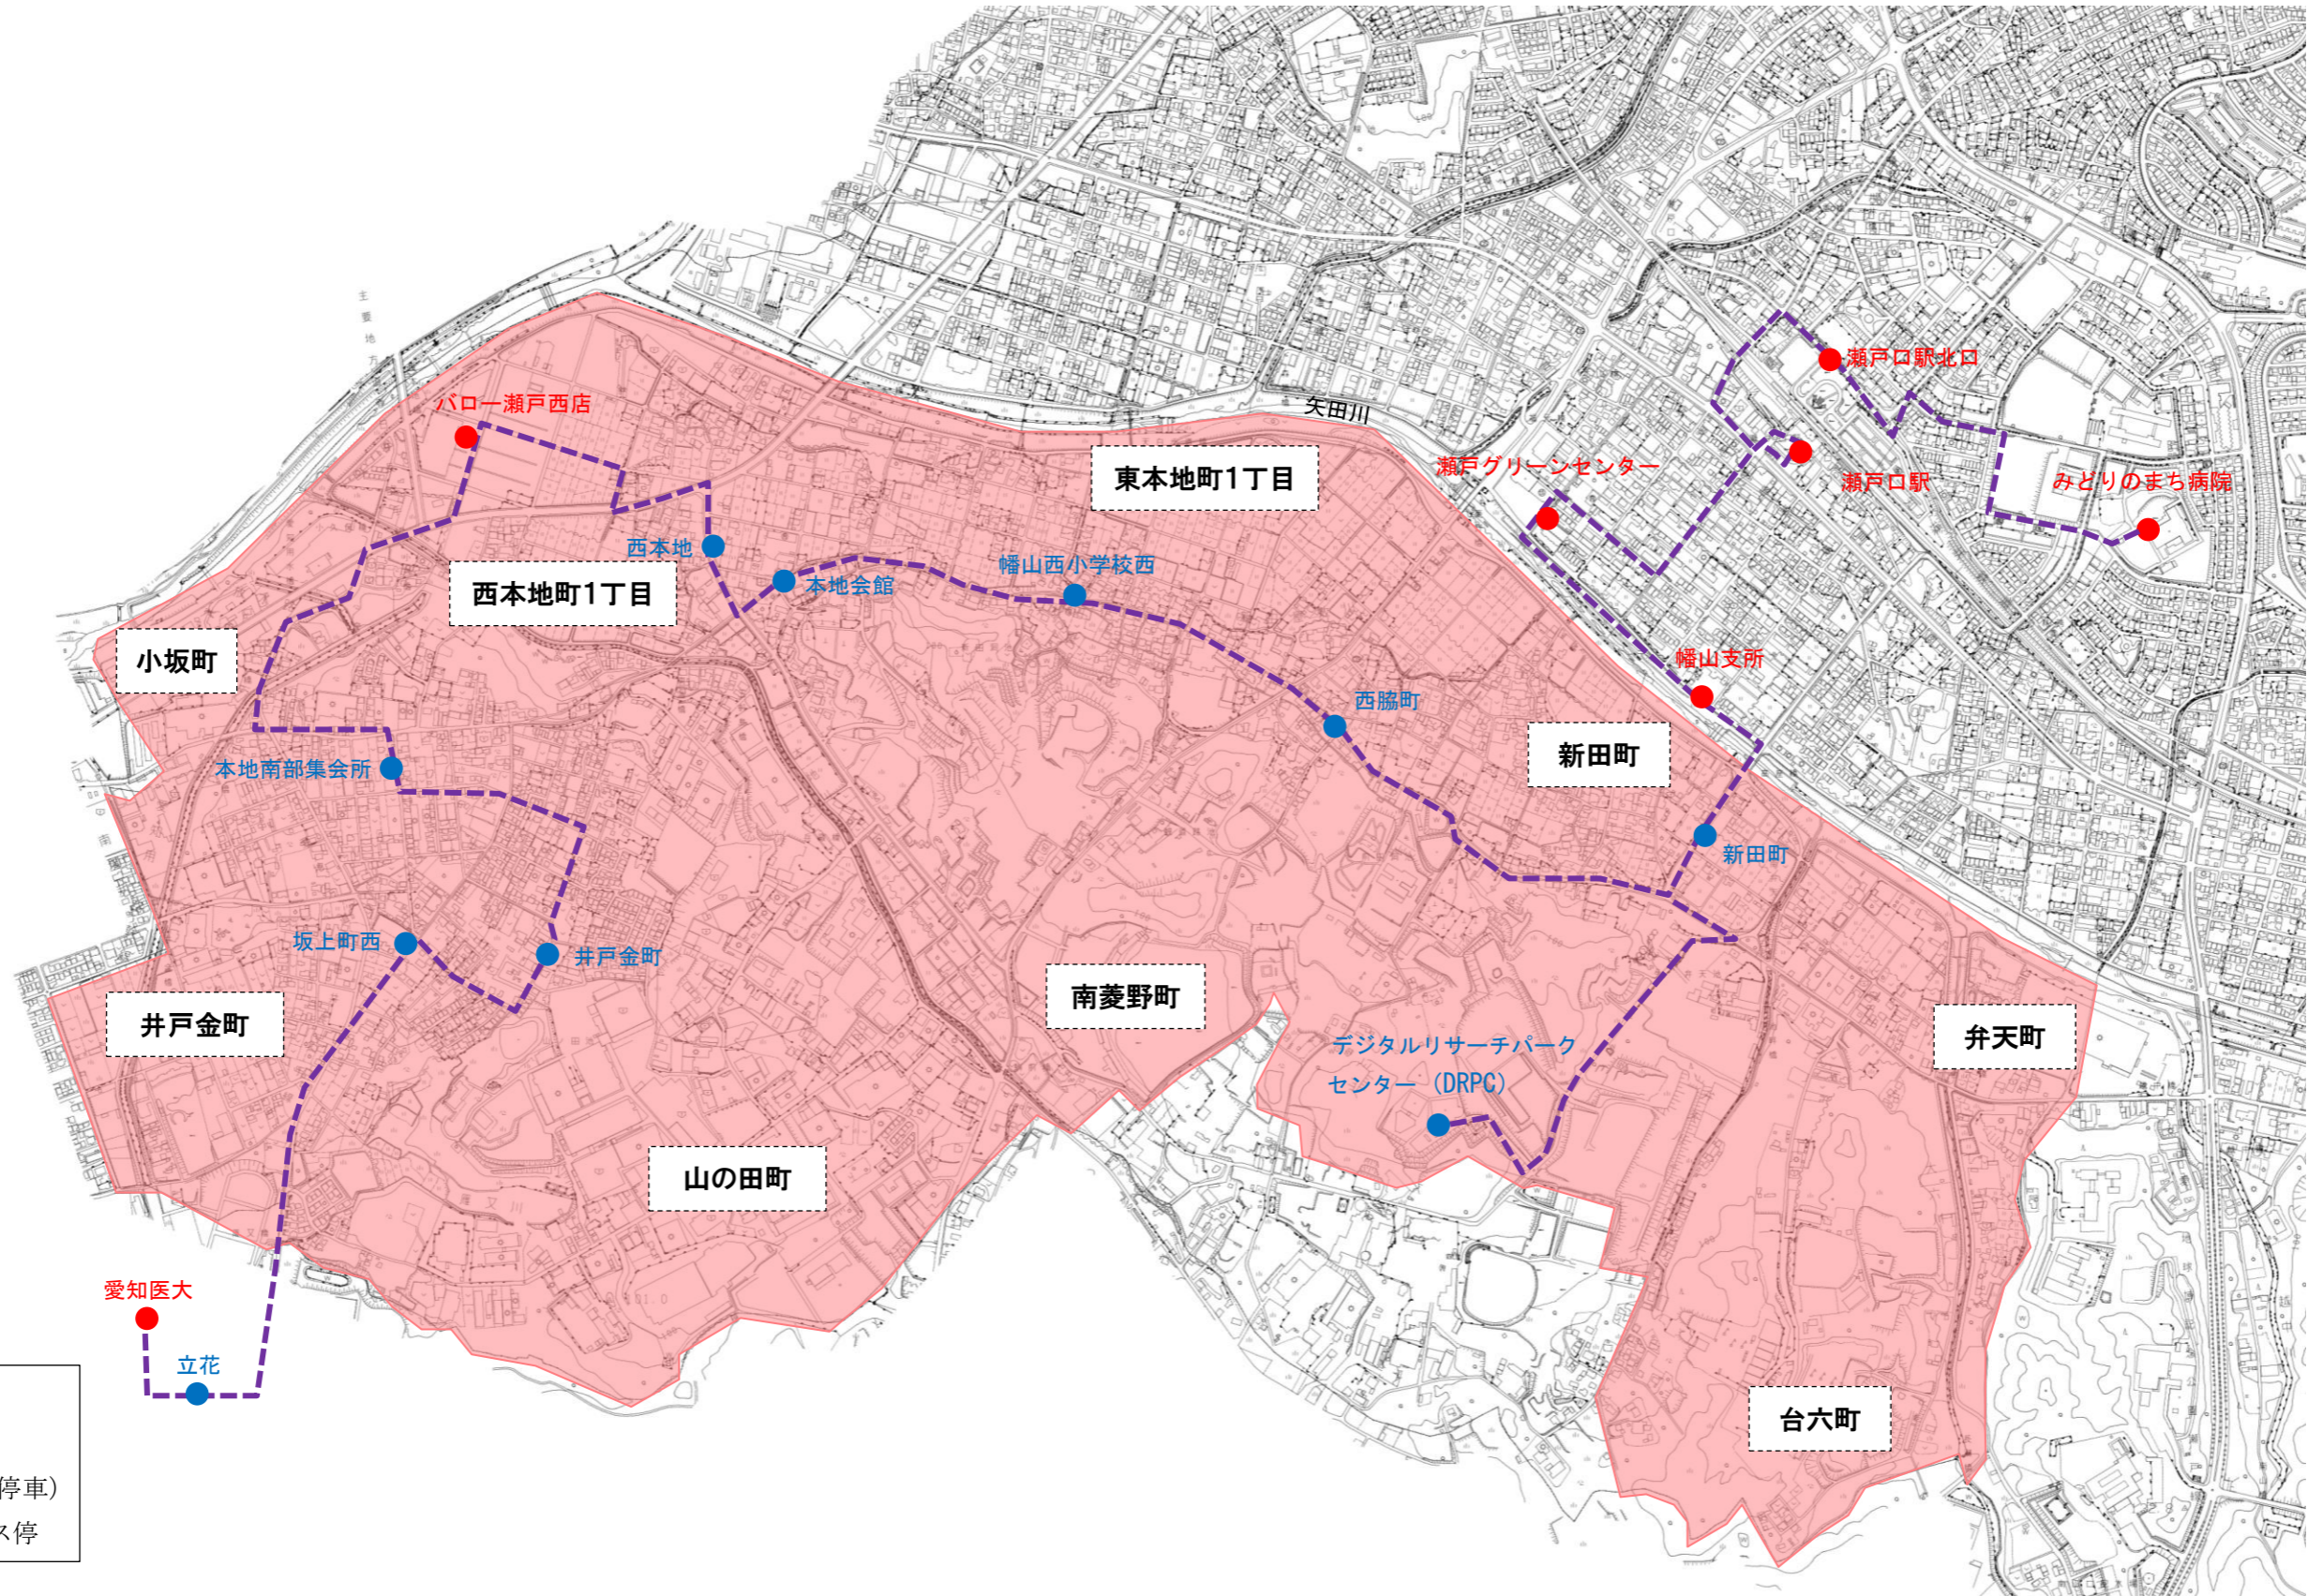 瀬戸口駅北口
バロー瀬戸西店
矢田川
東本地町1丁目
瀬戸グリーンセンター
瀬戸口駅
みどりのまち病院
西本地
幡山西小学校西
本地会館
西本地町1丁目
小坂町
幡山支所
西脇町
新田町
本地南部集会所
新田町
坂上町西
井戸金町
南菱野町
井戸金町
弁天町
デジタルリサーチパーク
センター（DRPC）
山の田町
愛知医大
立花
台六町
停車）
ス停